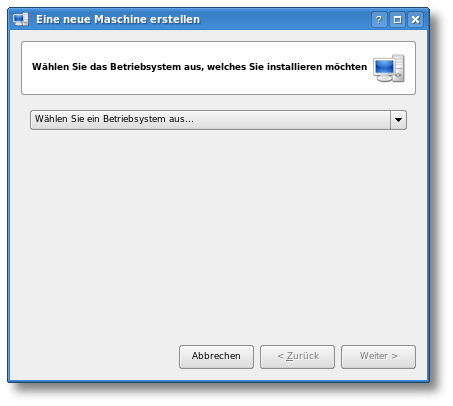 Eine neue Maschine erstellen
?
Wählen Sie das Betriebsystem aus, welches Sie installieren möchten
Wählen Sie ein Betriebsystem aus...
Abbrechen
< Zurück
Weiter >